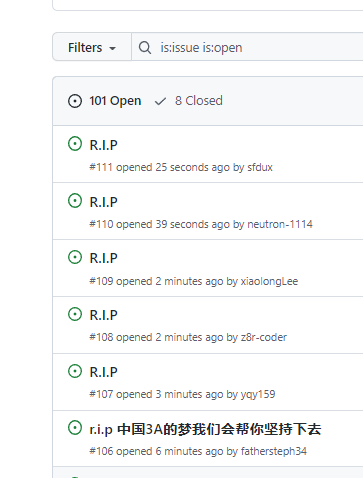 Filters
is:issue is:open
101 Open 8 Closed
R.I.P
#111 opened 25 seconds ago by sfdux
R.I.P
#110 opened 39 seconds ago by neutron-1114
R.I.P
#109 opened 2 minutes ago by xiaolongLee
R.I.P
#108 opened 2 minutes ago by z8r-coder
R.I.P
#107 opened 3 minutes ago by yqy159
r.i.p 中国3A的梦我们会帮你坚持下去
#106 opened 6 minutes ago by fathersteph34